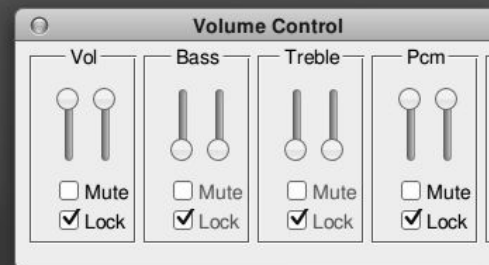 Volume Control
Vol Bass Treble Pcm
Mute Mute Mute Mute
Lock Lock Lock Lock